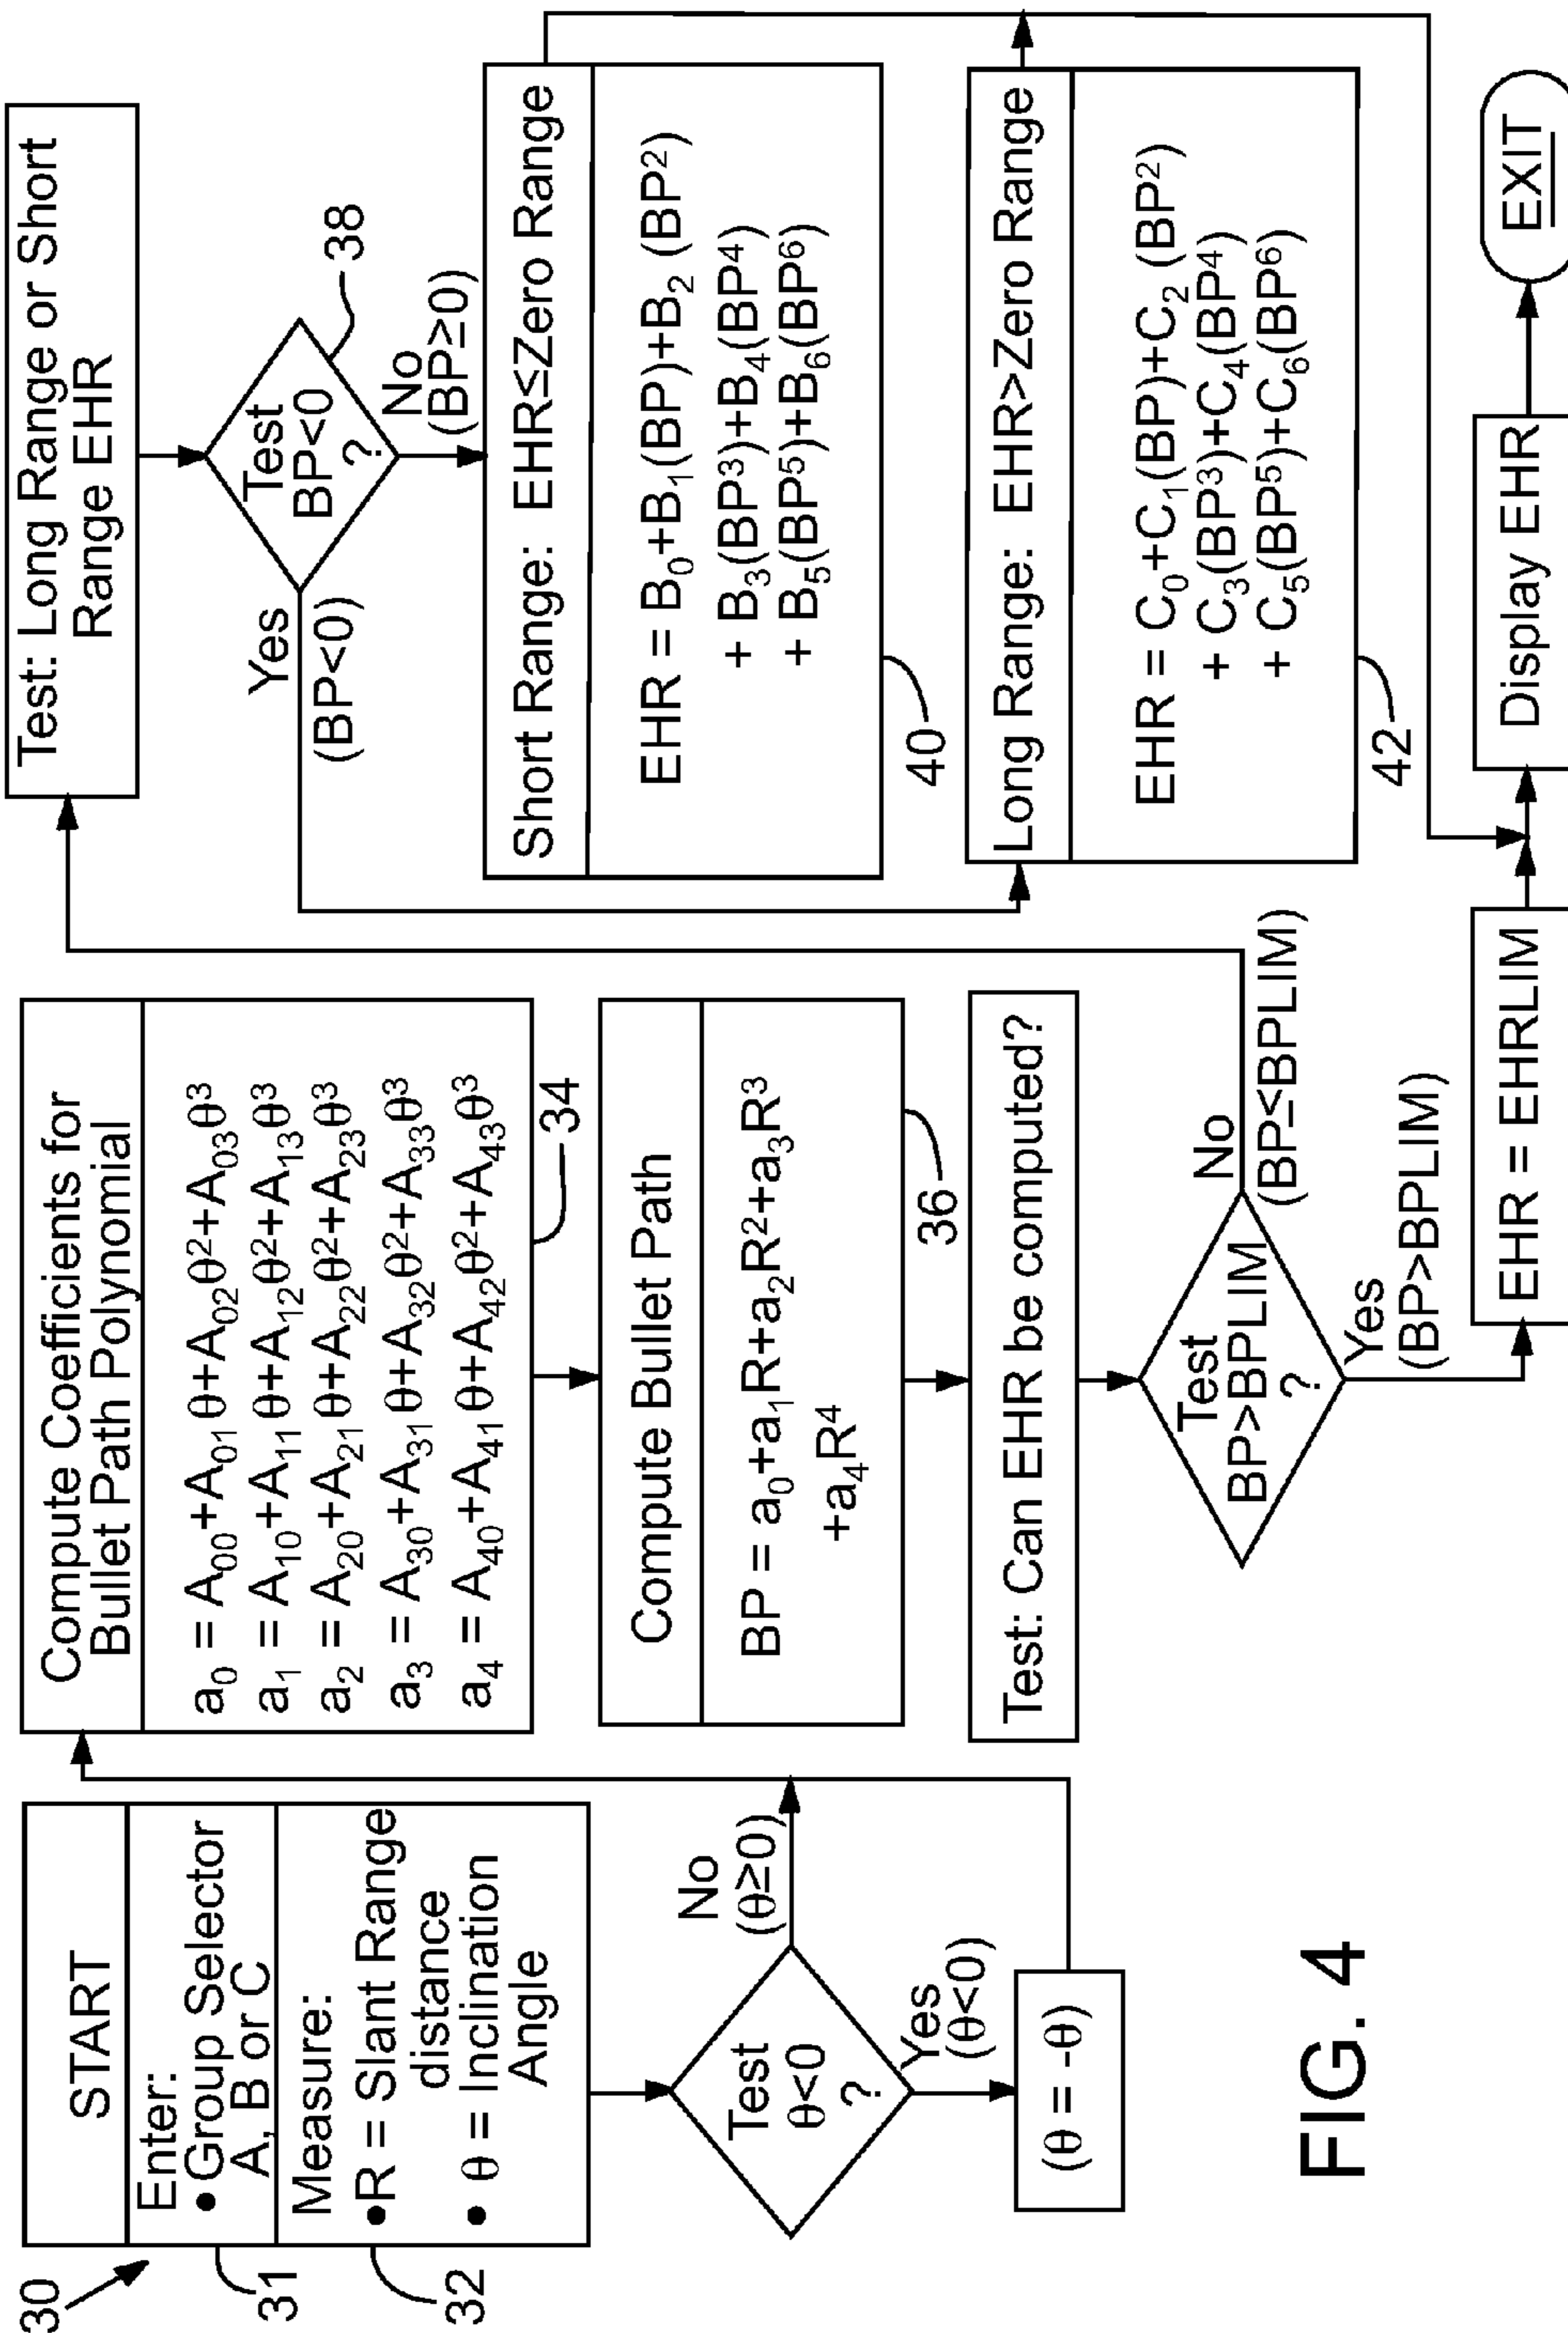 30
START
31
Enter:
• Group Selector
A, B or C
32
Measure:
•R = Slant Range
distance
• θ = Inclination
Angle
Test
θ<0
?
No
(θ≥0)
Yes
(θ<0)
(θ = -θ)
Compute Coefficients for
Bullet Path Polynomial
a₀ = A₀₀+A₀₁θ+A₀₂θ²+A₀₃θ³
a₁ = A₁₀+A₁₁θ+A₁₂θ²+A₁₃θ³
a₂ = A₂₀+A₂₁θ+A₂₂θ²+A₂₃θ³
a₃ = A₃₀+A₃₁θ+A₃₂θ²+A₃₃θ³
a₄ = A₄₀+A₄₁θ+A₄₂θ²+A₄₃θ³
34
Compute Bullet Path
BP = a₀+a₁R+a₂R²+a₃R³
+a₄R⁴
36
Test: Can EHR be computed?
Test
BP>BPLIM
?
No
(BP≤BPLIM)
Yes
(BP>BPLIM)
EHR = EHRLIM
Test: Long Range or Short
Range EHR
Test
BP<0
?
38
Yes
(BP<0)
No
(BP≥0)
Short Range: EHR≤Zero Range
EHR = B₀+B₁(BP)+B₂ (BP²)
+ B₃(BP³)+B₄(BP⁴)
+ B₅(BP⁵)+B₆(BP⁶)
40
Long Range: EHR>Zero Range
EHR = C₀+C₁(BP)+C₂ (BP²)
+ C₃(BP³)+C₄(BP⁴)
+ C₅(BP⁵)+C₆(BP⁶)
42
Display EHR
EXIT
FIG. 4